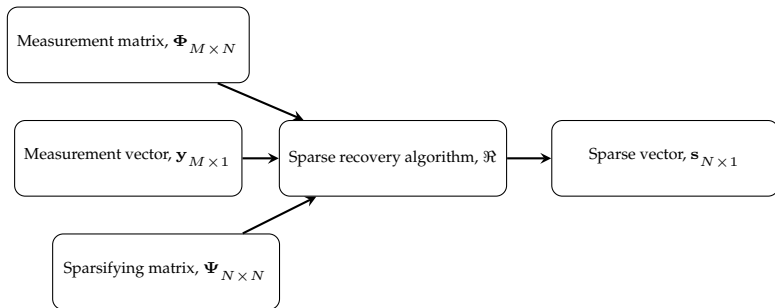 Measurement matrix, 𝚽_{M×N}
Measurement vector, 𝐲_{M×1}
Sparse recovery algorithm, ℜ
Sparse vector, 𝐬_{N×1}
Sparsifying matrix, 𝚿_{N×N}